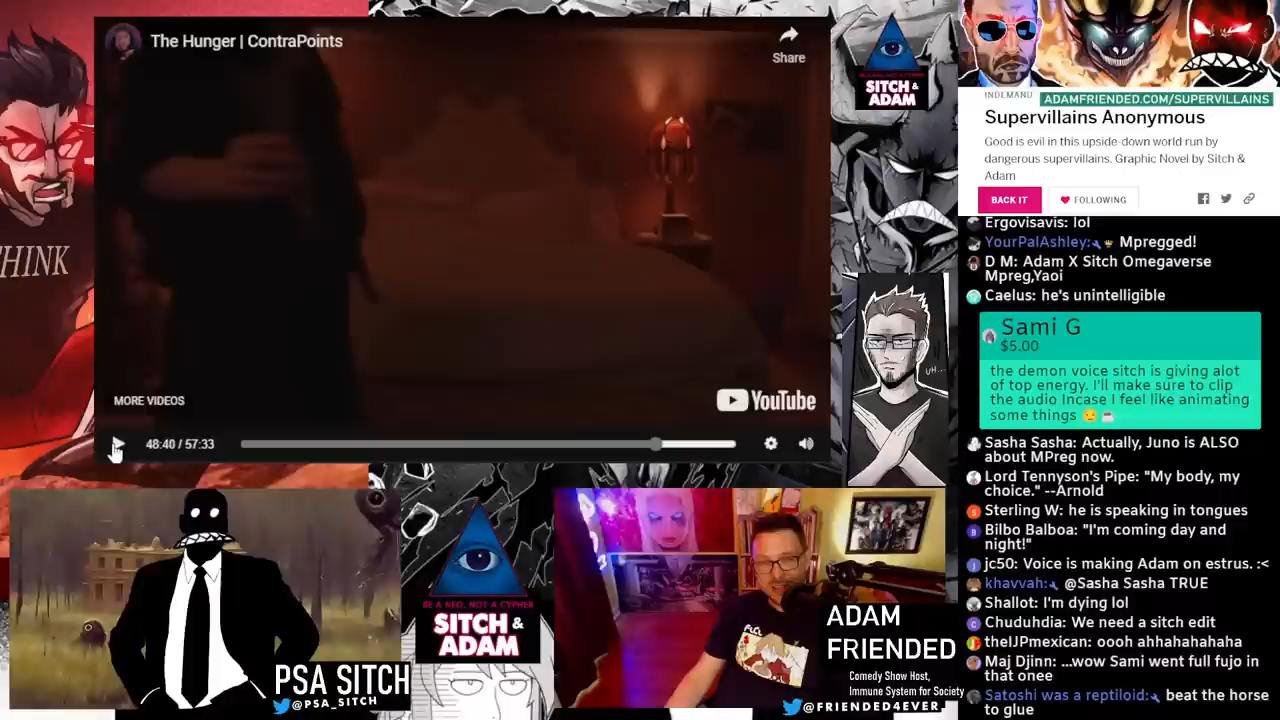 The Hunger | ContraPoints
Share
MORE VIDEOS
YouTube
48:40 / 57:33
THINK
SITCH &
ADAM
UH...
INDEMAND
ADAMFRIENDED.COM/SUPERVILLAINS
Supervillains Anonymous
Good is evil in this upside-down world run by
dangerous supervillains. Graphic Novel by Sitch &
Adam
BACK IT
FOLLOWING
Ergovisavis: lol
YourPalAshley: Mpregged!
D M: Adam X Sitch Omegaverse
Mpreg,Yaoi
Caelus: he's unintelligible
Sami G
$5.00
the demon voice sitch is giving alot
of top energy. I'll make sure to clip
the audio Incase I feel like animating
some things 😏 ☕
Sasha Sasha: Actually, Juno is ALSO
about MPreg now.
Lord Tennyson's Pipe: "My body, my
choice." --Arnold
Sterling W: he is speaking in tongues
Bilbo Balboa: "I'm coming day and
night!"
jc50: Voice is making Adam on estrus. :<
khavvah: @Sasha Sasha TRUE
Shallot: I'm dying lol
Chuduhdia: We need a sitch edit
theIJPmexican: oooh ahhahahahaha
Maj Djinn: ...wow Sami went full fujo in
that onee
Satoshi was a reptiloid: beat the horse
to glue
PSA SITCH
@PSA_SITCH
BE A NEO, NOT A CYPHER
SITCH &
ADAM
ADAM
FRIENDED
Comedy Show Host,
Immune System for Society
@FRIENDED4EVER